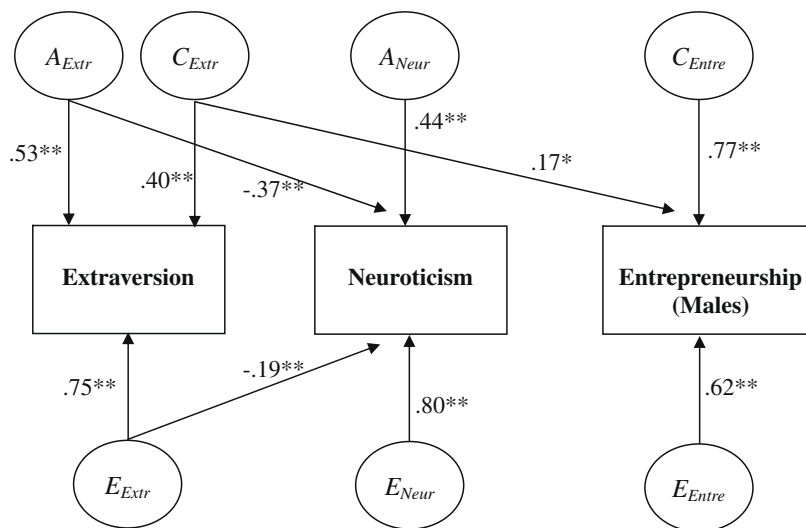 A_Extr C_Extr A_Neur C_Entre
.53** .40** -.37** .44** .17* .77**
Extraversion Neuroticism Entrepreneurship
(Males)
.75** -.19** .80** .62**
E_Extr E_Neur E_Entre